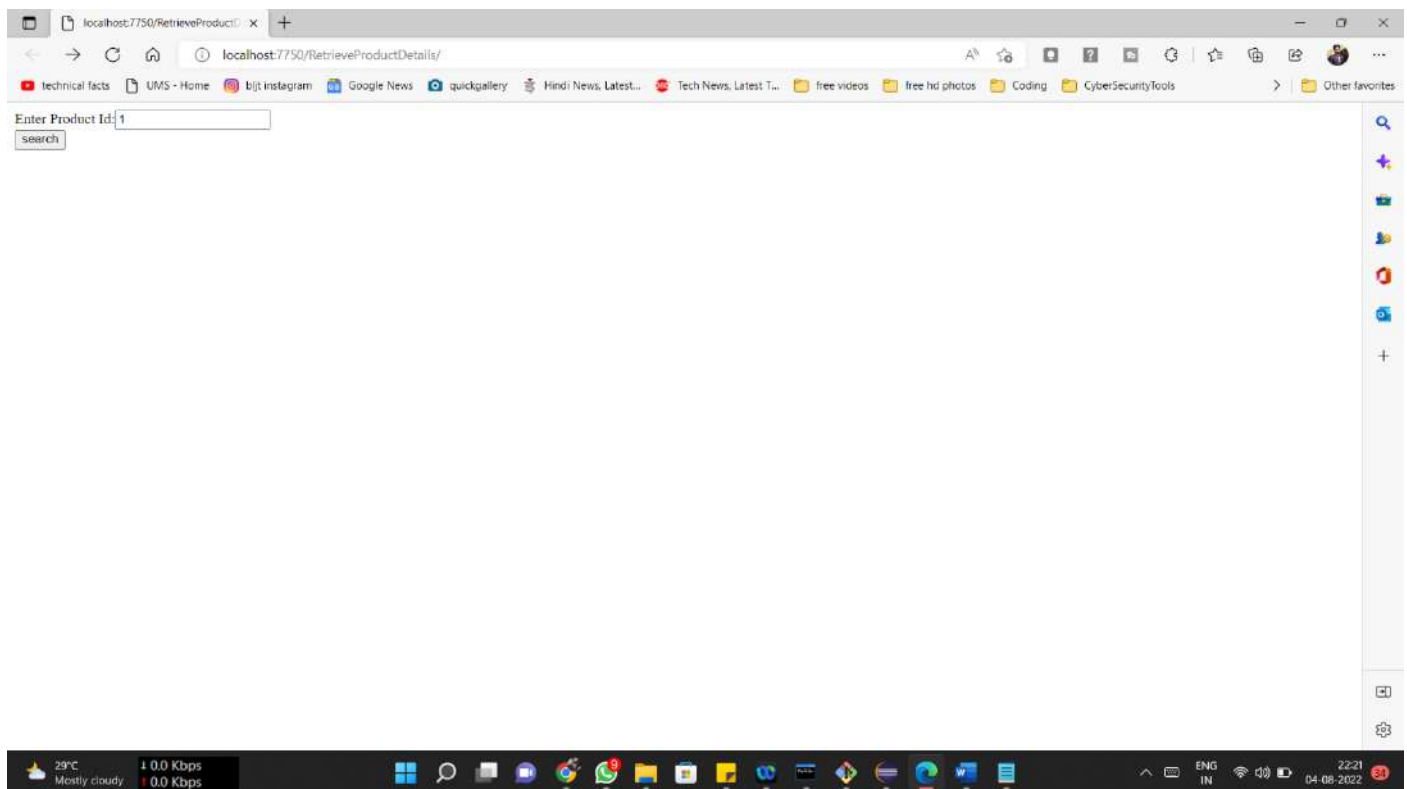 localhost:7750/RetrieveProductD
localhost:7750/RetrieveProductDetails/
technical facts UMS - Home bljt instagram Google News quickgallery Hindi News, Latest... Tech News, Latest T... free videos free hd photos Coding CyberSecurityTools Other favorites
Enter Product Id: 1
search
29°C
Mostly cloudy
↓ 0.0 Kbps
↑ 0.0 Kbps
9
ENG
IN
22:21
04-08-2022
34